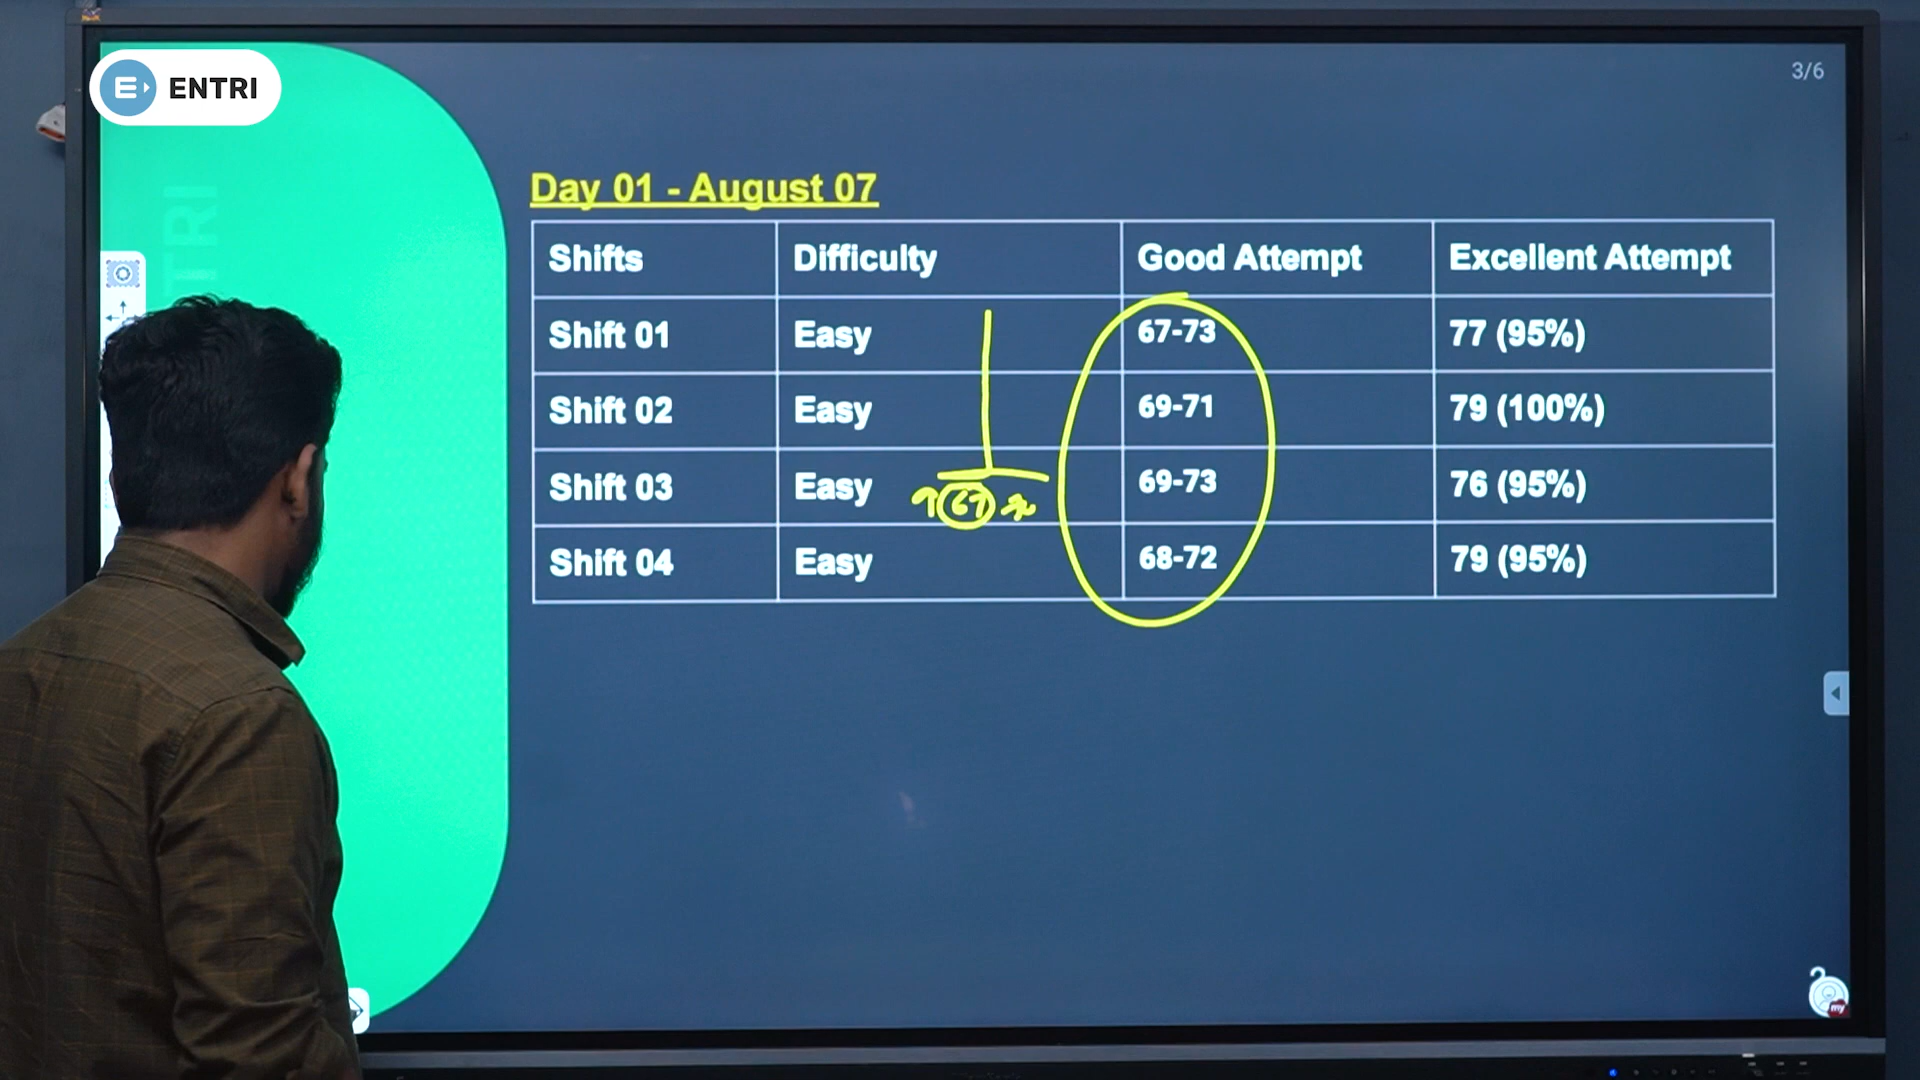 ENTRI
3/6
Day 01 - August 07
Shifts Difficulty Good Attempt Excellent Attempt
Shift 01 Easy 67-73 77 (95%)
Shift 02 Easy 69-71 79 (100%)
Shift 03 Easy 69-73 76 (95%)
67
Shift 04 Easy 68-72 79 (95%)